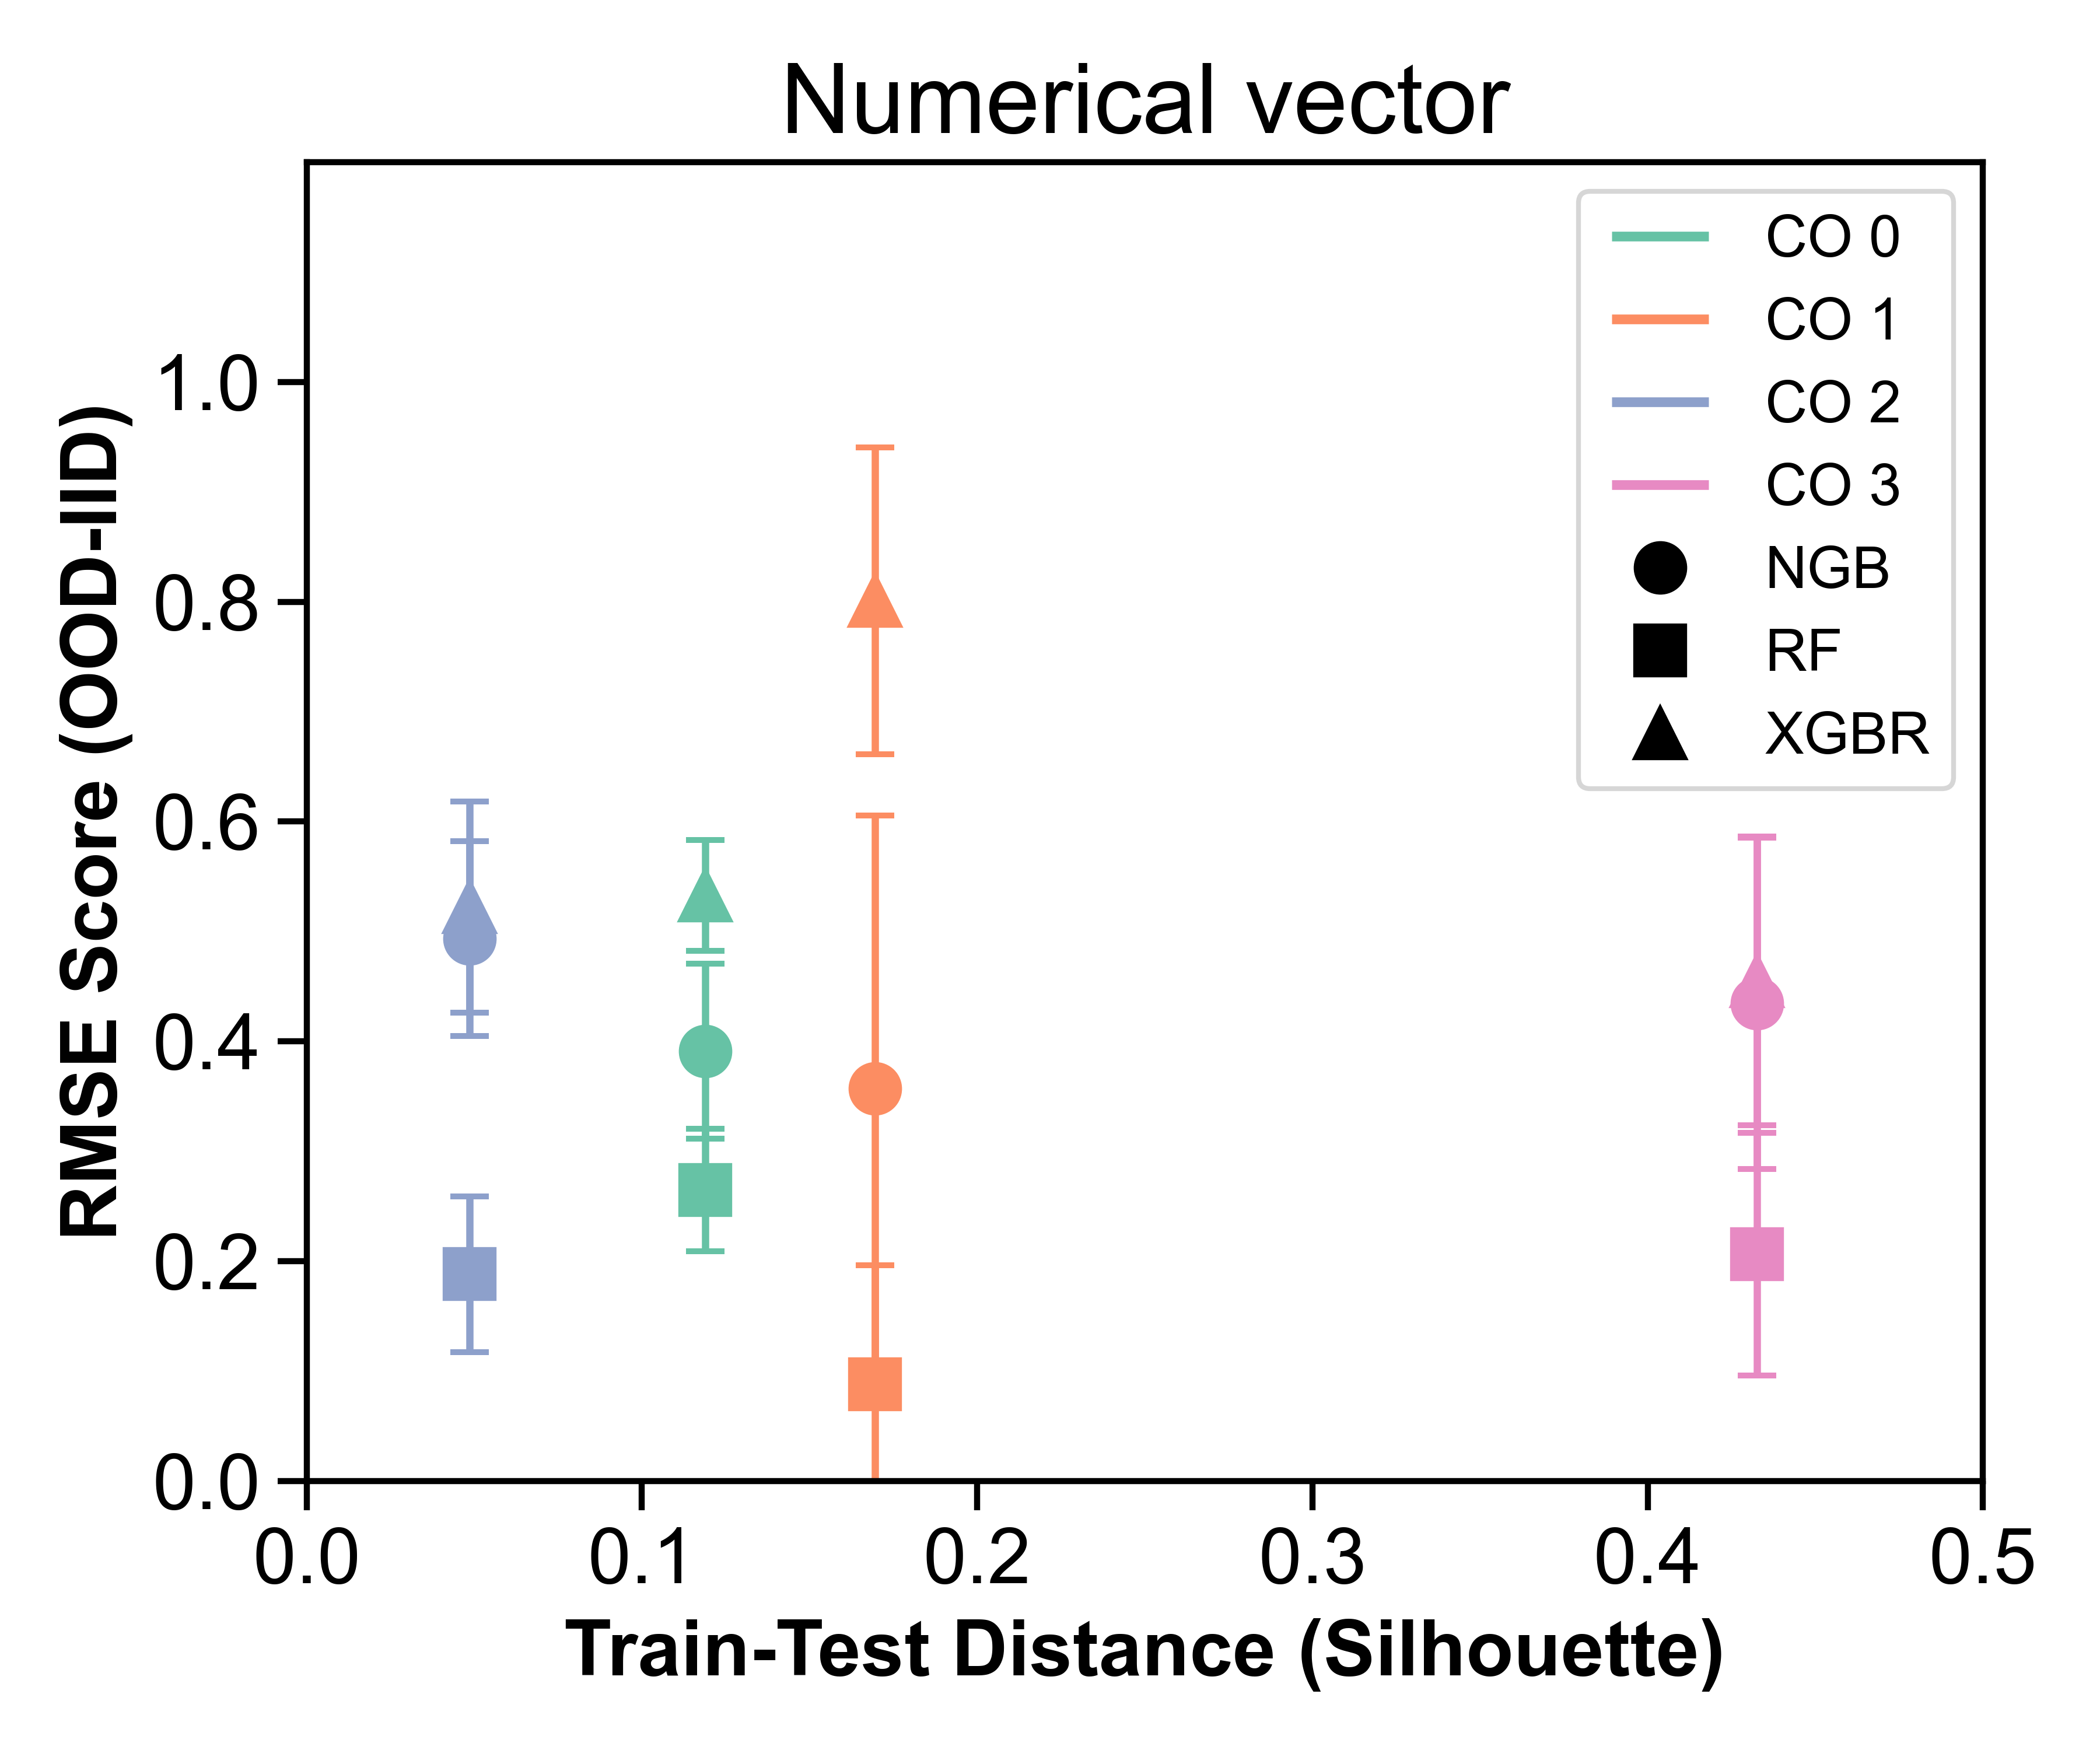 Numerical vector
RMSE Score (OOD-IID)
1.0
0.8
0.6
0.4
0.2
0.0
0.0 0.1 0.2 0.3 0.4 0.5
Train-Test Distance (Silhouette)
CO 0
CO 1
CO 2
CO 3
NGB
RF
XGBR